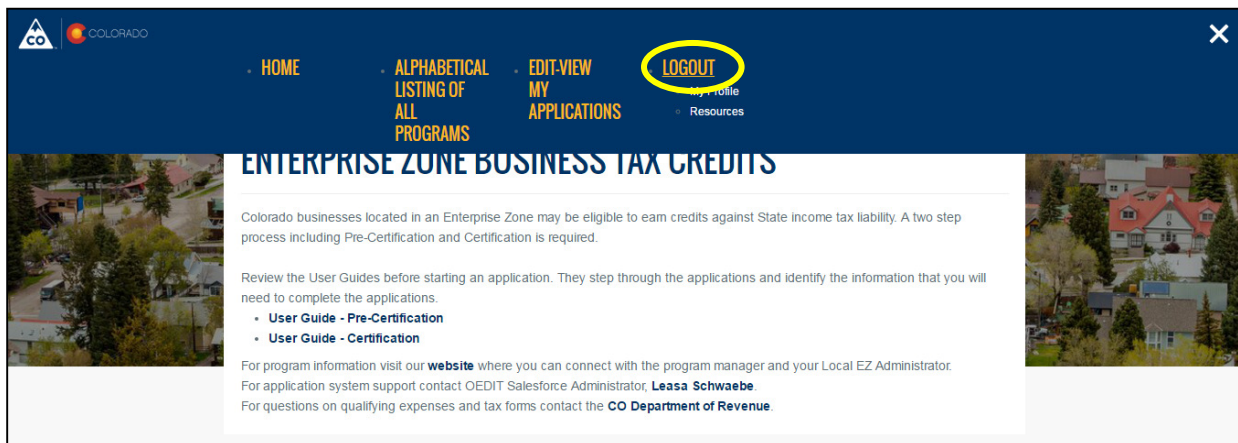 CO COLORADO
HOME
ALPHABETICAL
LISTING OF
ALL
PROGRAMS
EDIT-VIEW
MY
APPLICATIONS
LOGOUT
My Profile
Resources
ENTERPRISE ZONE BUSINESS TAX CREDITS
Colorado businesses located in an Enterprise Zone may be eligible to earn credits against State income tax liability. A two step
process including Pre-Certification and Certification is required.
Review the User Guides before starting an application. They step through the applications and identify the information that you will
need to complete the applications.
• User Guide - Pre-Certification
• User Guide - Certification
For program information visit our website where you can connect with the program manager and your Local EZ Administrator.
For application system support contact OEDIT Salesforce Administrator, Leasa Schwaebe.
For questions on qualifying expenses and tax forms contact the CO Department of Revenue.